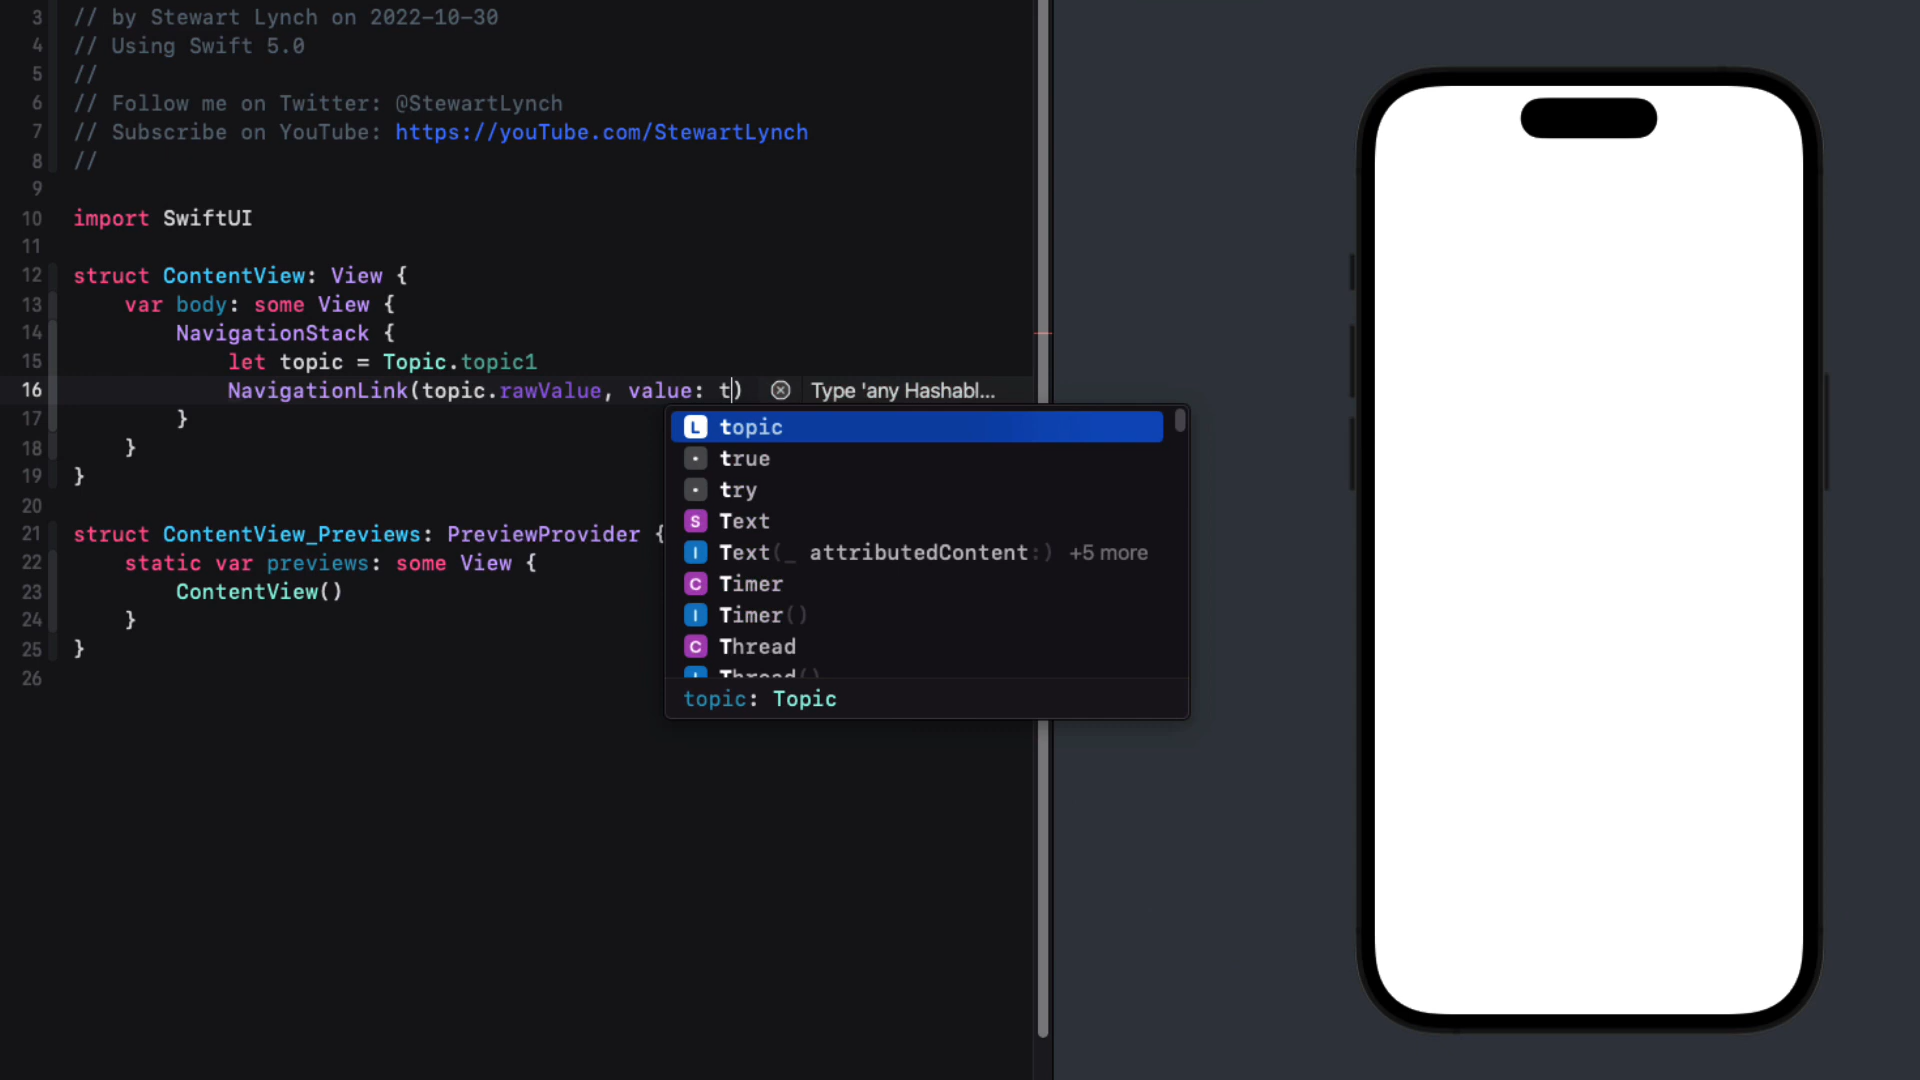 3 // by Stewart Lynch on 2022-10-30
4 // Using Swift 5.0
5 //
6 // Follow me on Twitter: @StewartLynch
7 // Subscribe on YouTube: https://youTube.com/StewartLynch
8 //
9
10 import SwiftUI
11
12 struct ContentView: View {
13 var body: some View {
14 NavigationStack {
15 let topic = Topic.topic1
16 NavigationLink(topic.rawValue, value: t) Type 'any Hashabl...
17 }
18 }
19 }
20
21 struct ContentView_Previews: PreviewProvider {
22 static var previews: some View {
23 ContentView()
24 }
25 }
26
L topic
true
try
S Text
I Text(_ attributedContent:) +5 more
C Timer
I Timer()
C Thread
I Thread()
topic: Topic